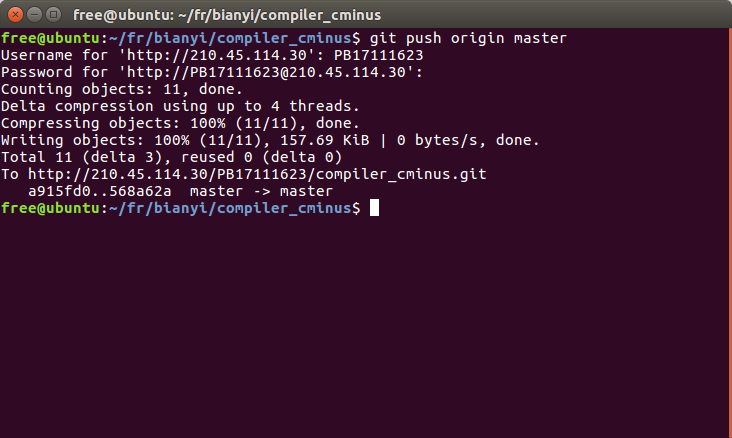 free@ubuntu: ~/fr/bianyi/compiler_cminus
free@ubuntu:~/fr/bianyi/compiler_cminus$ git push origin master
Username for 'http://210.45.114.30': PB17111623
Password for 'http://PB17111623@210.45.114.30':
Counting objects: 11, done.
Delta compression using up to 4 threads.
Compressing objects: 100% (11/11), done.
Writing objects: 100% (11/11), 157.69 KiB | 0 bytes/s, done.
Total 11 (delta 3), reused 0 (delta 0)
To http://210.45.114.30/PB17111623/compiler_cminus.git
   a915fd0..568a62a  master -> master
free@ubuntu:~/fr/bianyi/compiler_cminus$